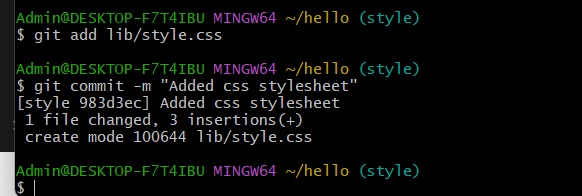 Admin@DESKTOP-F7T4IBU MINGW64 ~/hello (style)
$ git add lib/style.css
Admin@DESKTOP-F7T4IBU MINGW64 ~/hello (style)
$ git commit -m "Added css stylesheet"
[style 983d3ec] Added css stylesheet
 1 file changed, 3 insertions(+)
 create mode 100644 lib/style.css
Admin@DESKTOP-F7T4IBU MINGW64 ~/hello (style)
$